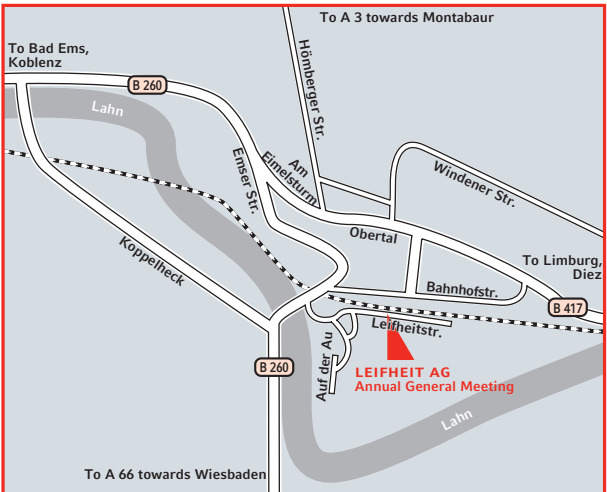 To A 3 towards Montabaur
To Bad Ems,
Koblenz
B 260
Hömberger Str.
Lahn
Am
Eimelsturm
Emser Str.
Windener Str.
Obertal
Koppelheck
To Limburg,
Diez
Bahnhofstr.
B 417
Leifheitstr.
Auf der Au
B 260
LEIFHEIT AG
Annual General Meeting
Lahn
To A 66 towards Wiesbaden